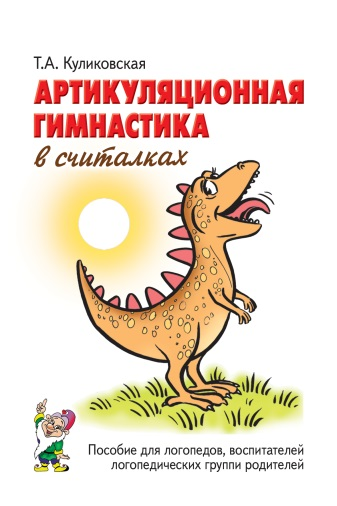 Т.А. Куликовская
АРТИКУЛЯЦИОННАЯ
ГИМНАСТИКА
в считалках
Пособие для логопедов, воспитателей
логопедических группи родителей